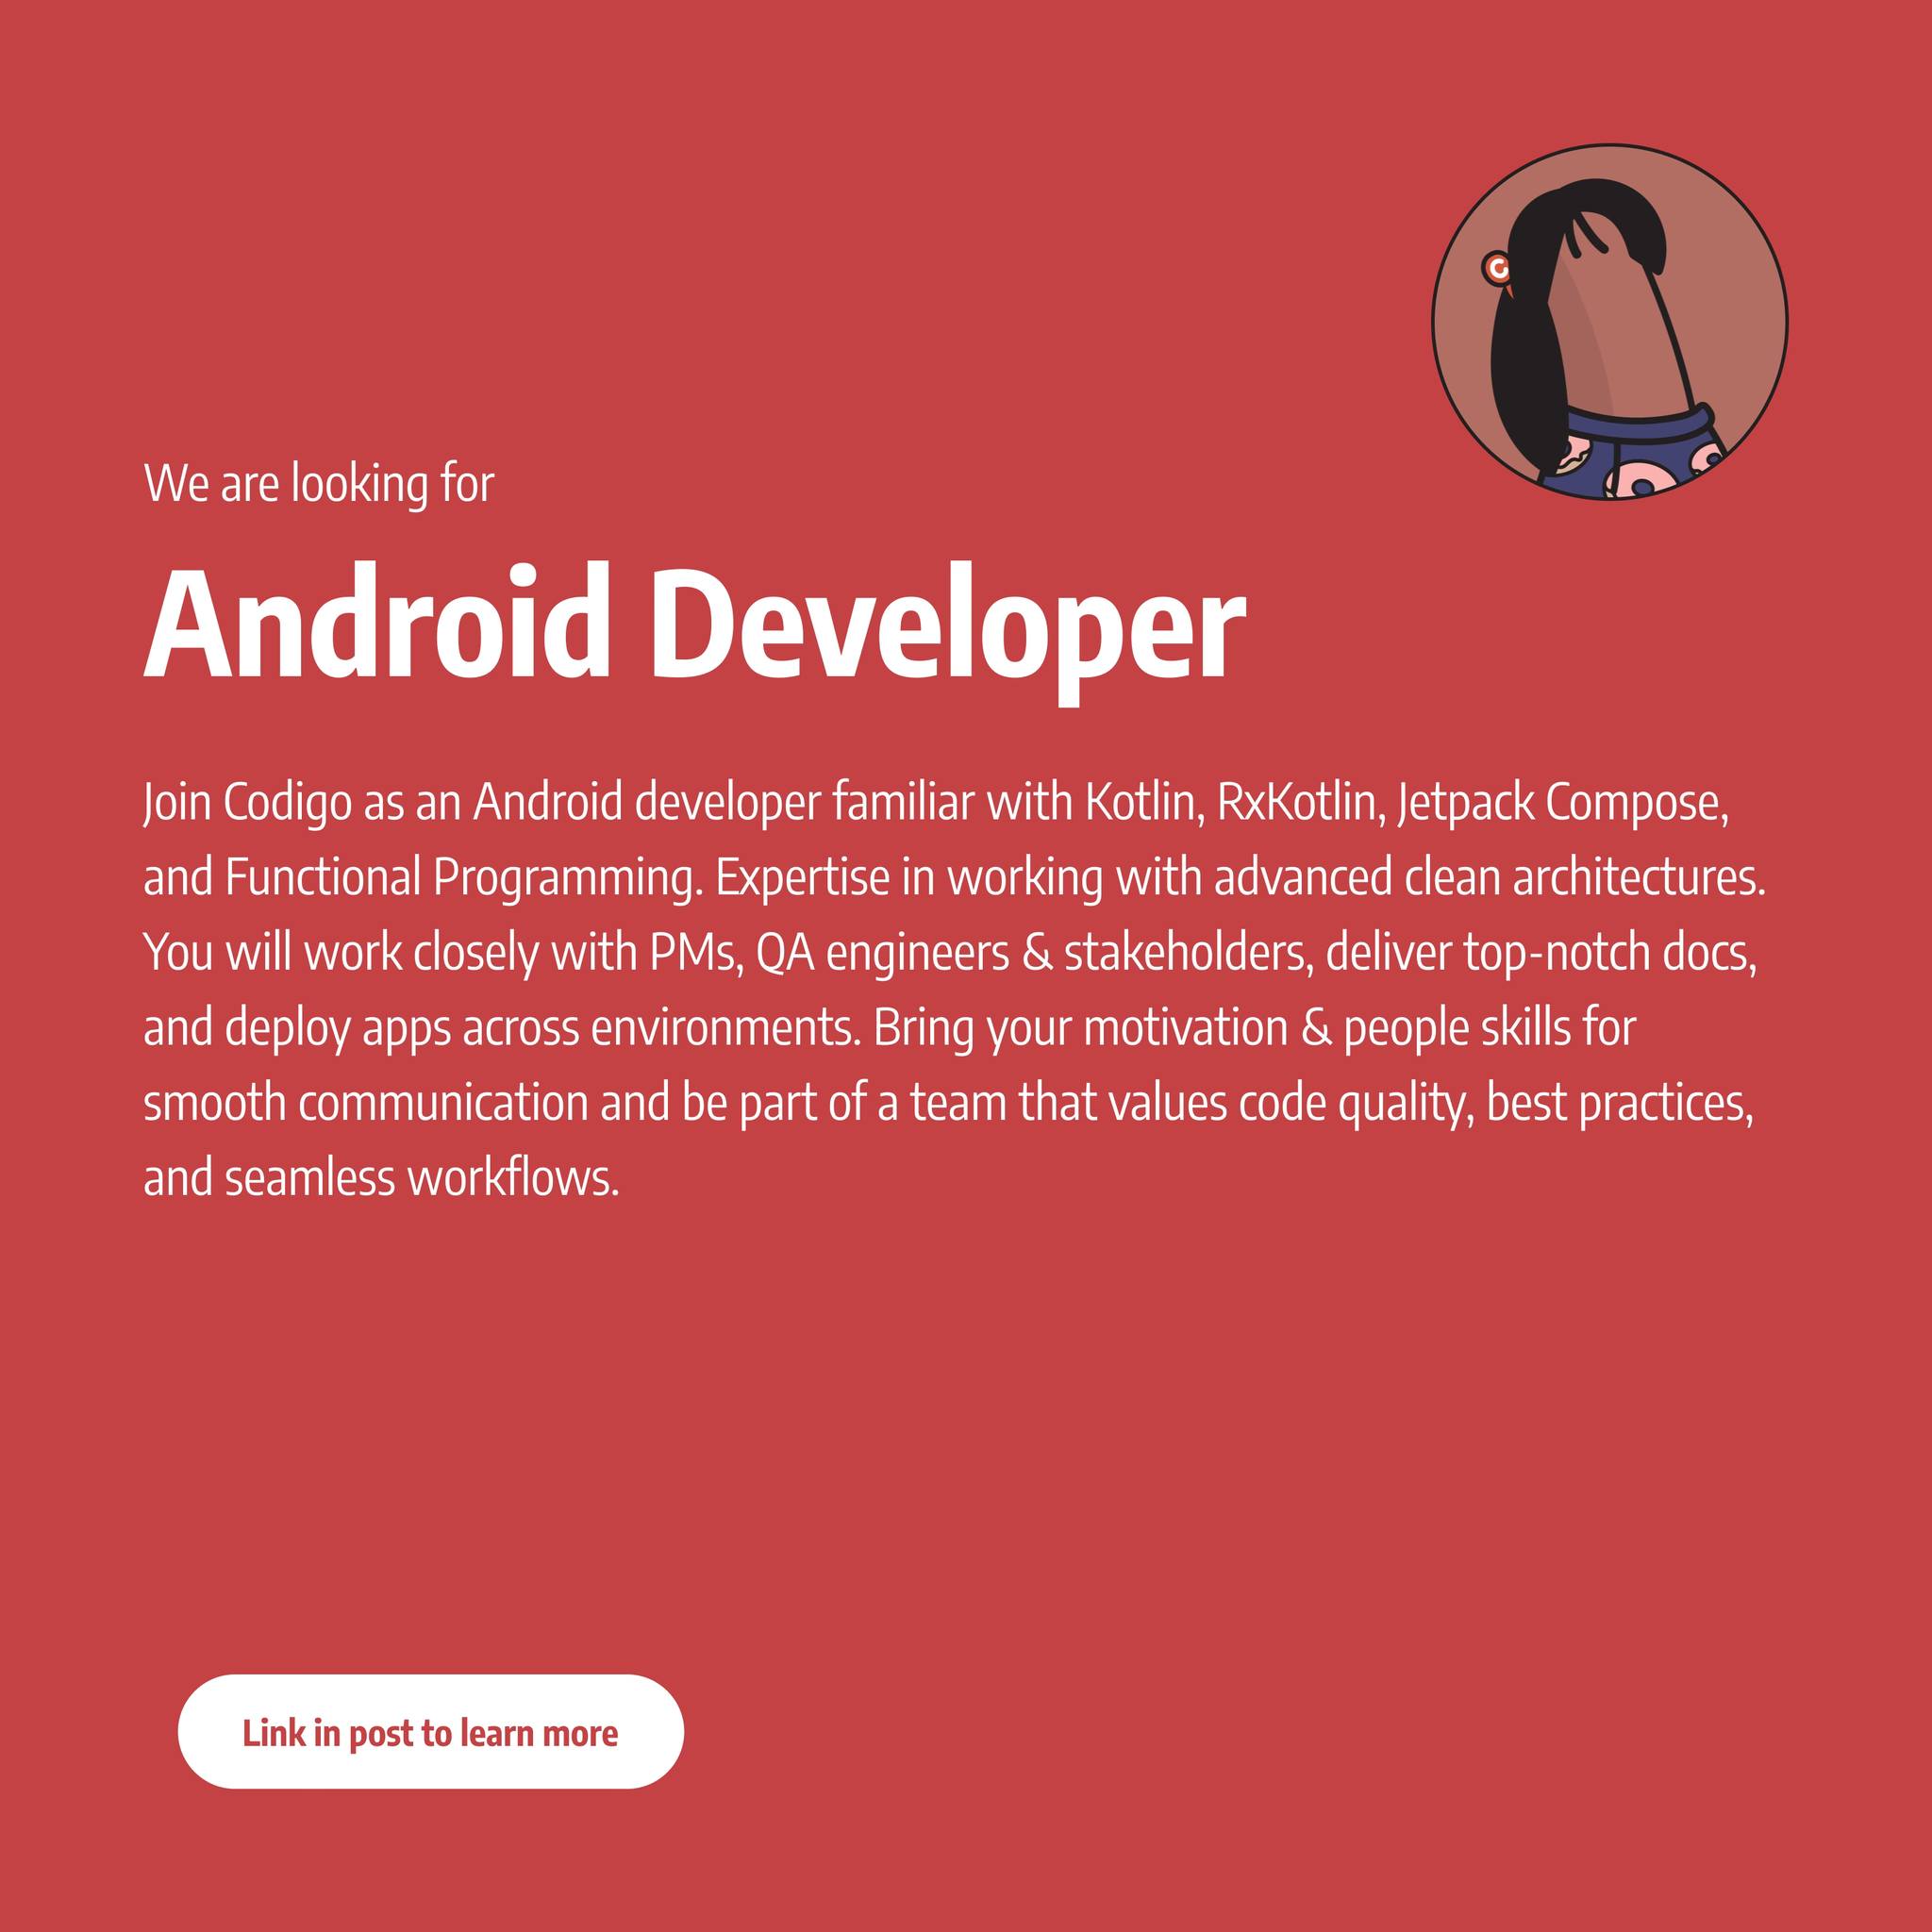 We are looking for
Android Developer
Join Codigo as an Android developer familiar with Kotlin, RxKotlin, Jetpack Compose,
and Functional Programming. Expertise in working with advanced clean architectures.
You will work closely with PMs, QA engineers & stakeholders, deliver top-notch docs,
and deploy apps across environments. Bring your motivation & people skills for
smooth communication and be part of a team that values code quality, best practices,
and seamless workflows.
Link in post to learn more